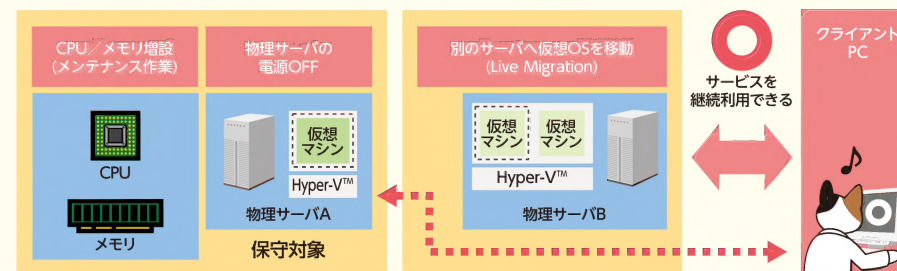 CPU／メモリ増設
(メンテナンス作業)
物理サーバの
電源OFF
CPU
メモリ
仮想
マシン
Hyper-V™
物理サーバA
保守対象
別のサーバへ仮想OSを移動
(Live Migration)
仮想
マシン
仮想
マシン
Hyper-V™
物理サーバB
サービスを
継続利用できる
クライアント
PC